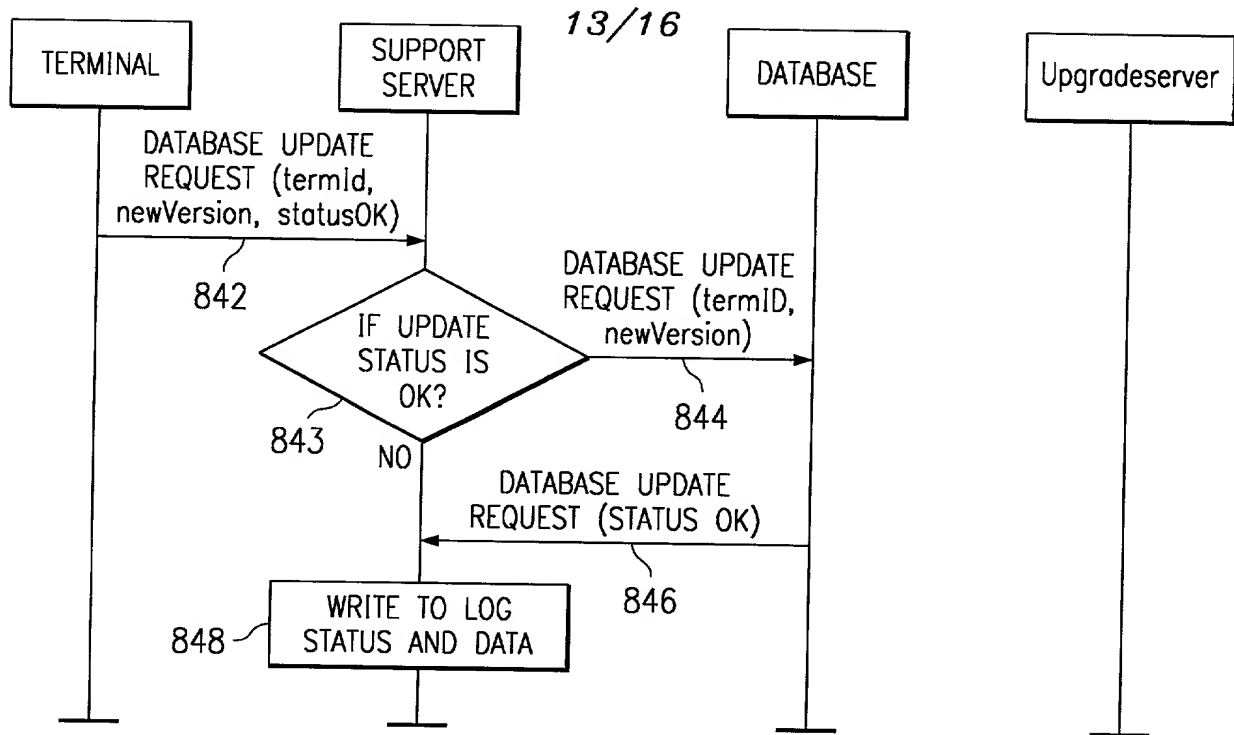 13/16
TERMINAL
SUPPORT
SERVER
DATABASE
Upgradeserver
DATABASE UPDATE
REQUEST (termId,
newVersion, statusOK)
842
DATABASE UPDATE
REQUEST (termID,
newVersion)
844
IF UPDATE
STATUS IS
OK?
843
NO
DATABASE UPDATE
REQUEST (STATUS OK)
846
WRITE TO LOG
STATUS AND DATA
848